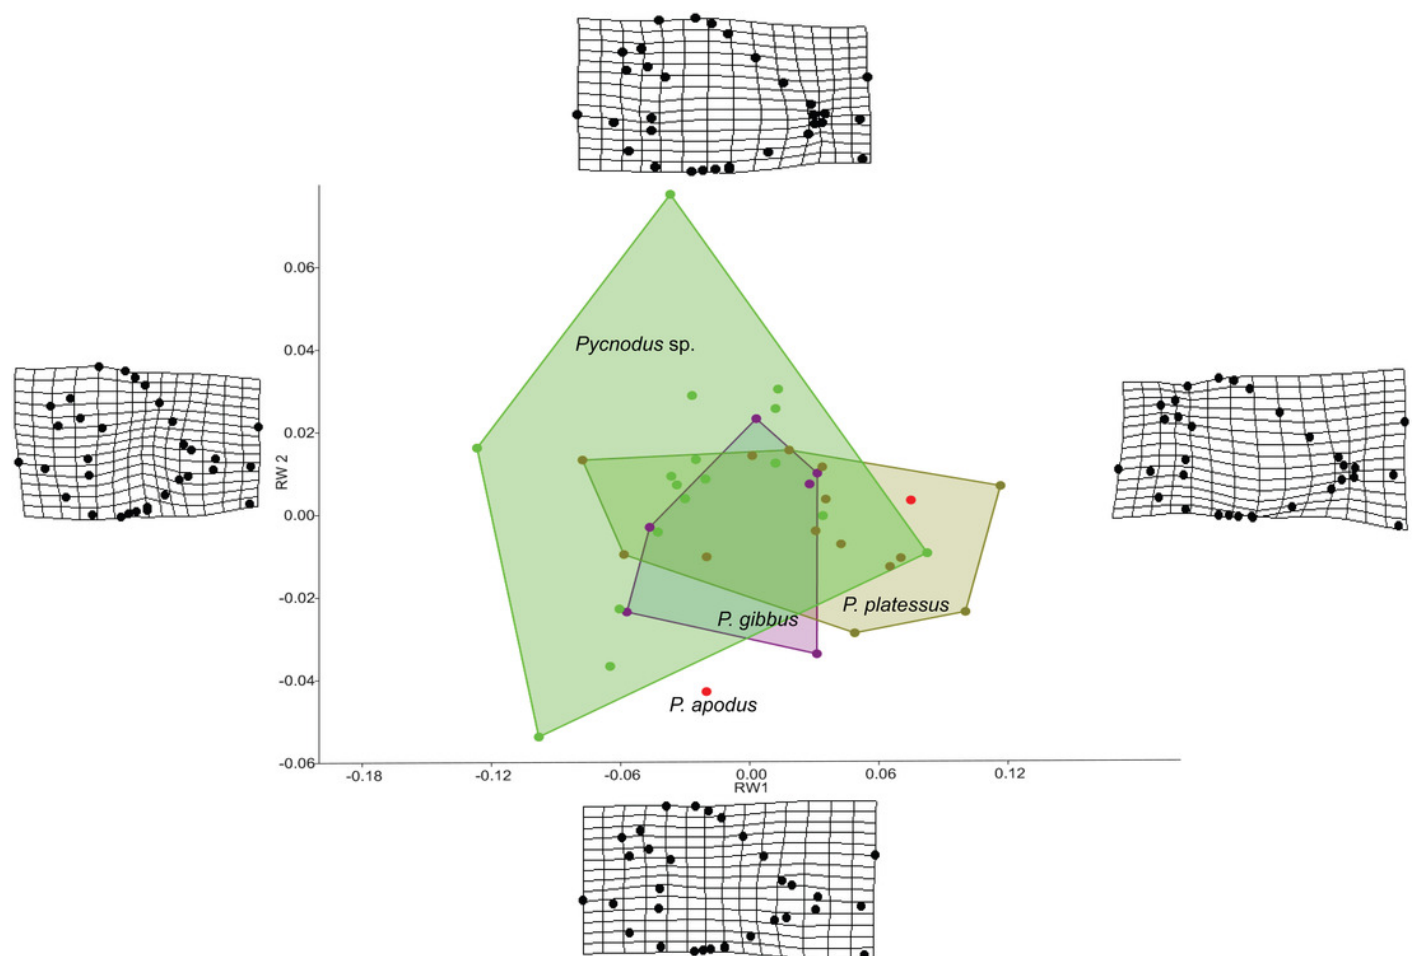 0.06
Pycnodus sp.
0.04
0.02
RW 2
0.00
-0.02
P. gibbus
P. platessus
-0.04
P. apodus
-0.06
-0.18
-0.12
-0.06
0.00
0.06
0.12
RW1